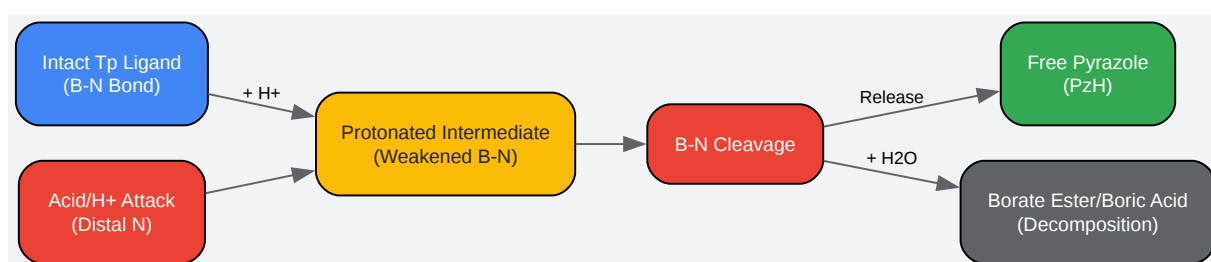 Intact Tp Ligand
(B-N Bond)
+ H+
Acid/H+ Attack
(Distal N)
Protonated Intermediate
(Weakened B-N)
B-N Cleavage
Release
Free Pyrazole
(PzH)
+ H2O
Borate Ester/Boric Acid
(Decomposition)